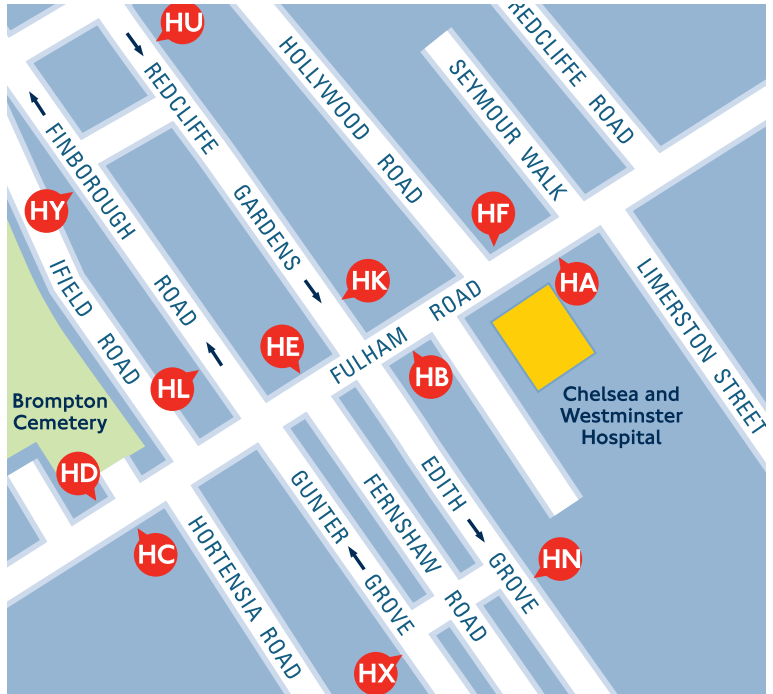 HU
REDCLIFFE GARDENS
HOLLYWOOD ROAD
SEYMOUR WALK
REDCLIFFE ROAD
FINBOROUGH ROAD
HY
HF
HK
HA
IFIELD ROAD
HE
FULHAM ROAD
LIMERSTON STREET
HL
HB
Brompton
Cemetery
Chelsea and
Westminster
Hospital
HD
HC
HORTENSIA ROAD
GUNTER GROVE
FERNSHAW ROAD
EDITH GROVE
HN
HX